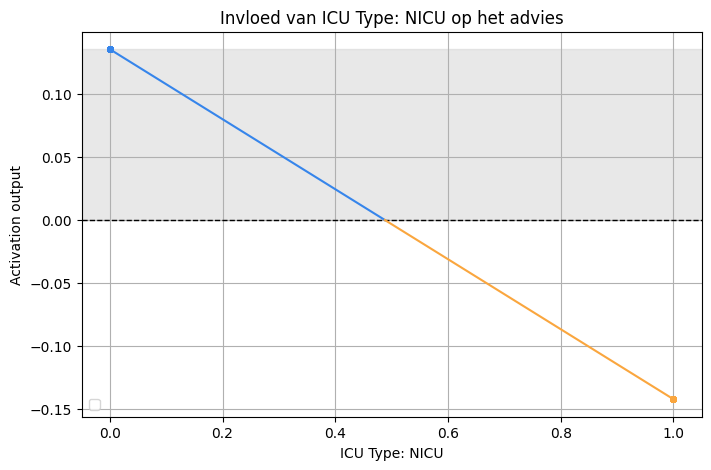 Invloed van ICU Type: NICU op het advies
Activation output
0.10
0.05
0.00
−0.05
−0.10
−0.15
0.0 0.2 0.4 0.6 0.8 1.0
ICU Type: NICU